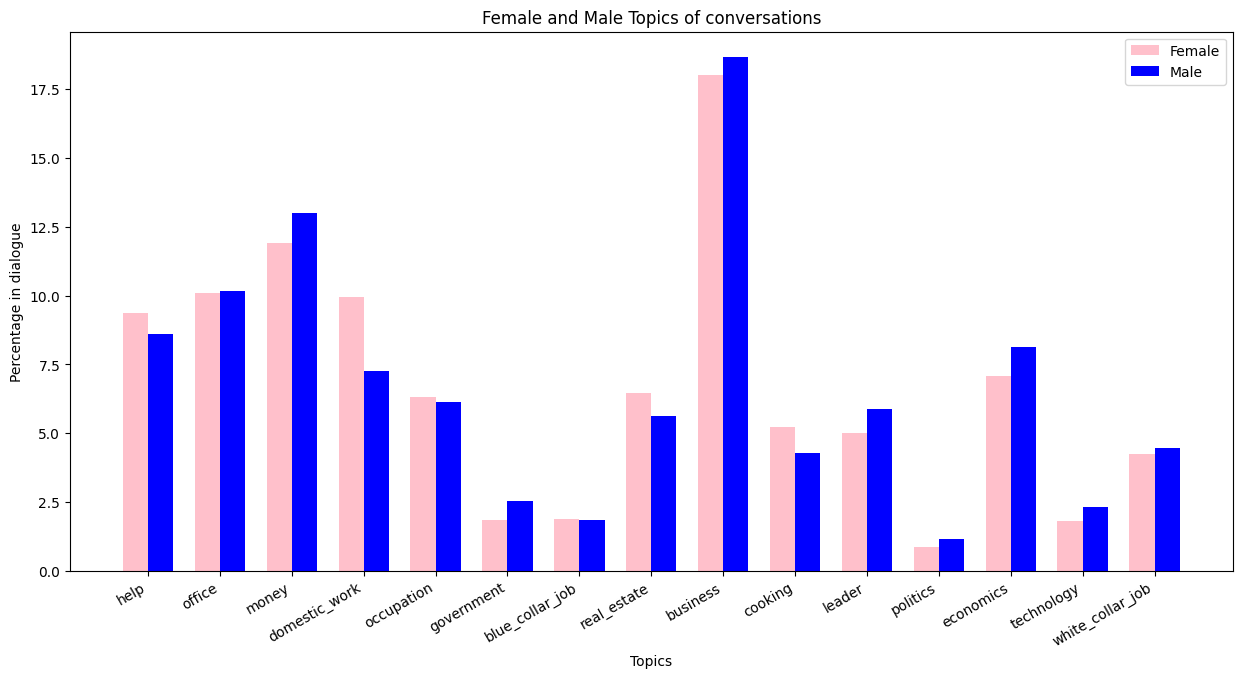 Female and Male Topics of conversations
Female
Male
Percentage in dialogue
17.5
15.0
12.5
10.0
7.5
5.0
2.5
0.0
help
office
money
domestic_work
occupation
government
blue_collar_job
real_estate
business
cooking
leader
politics
economics
technology
white_collar_job
Topics